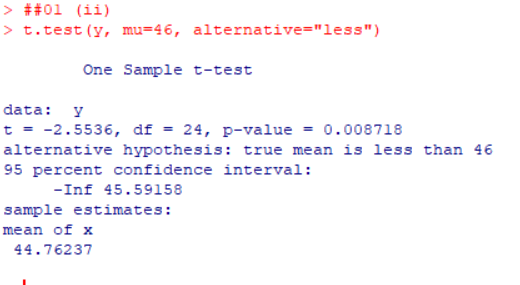 > ##01 (ii)
> t.test(y, mu=46, alternative="less")
One Sample t-test
data:  y
t = -2.5536, df = 24, p-value = 0.008718
alternative hypothesis: true mean is less than 46
95 percent confidence interval:
-Inf 45.59158
sample estimates:
mean of x
44.76237